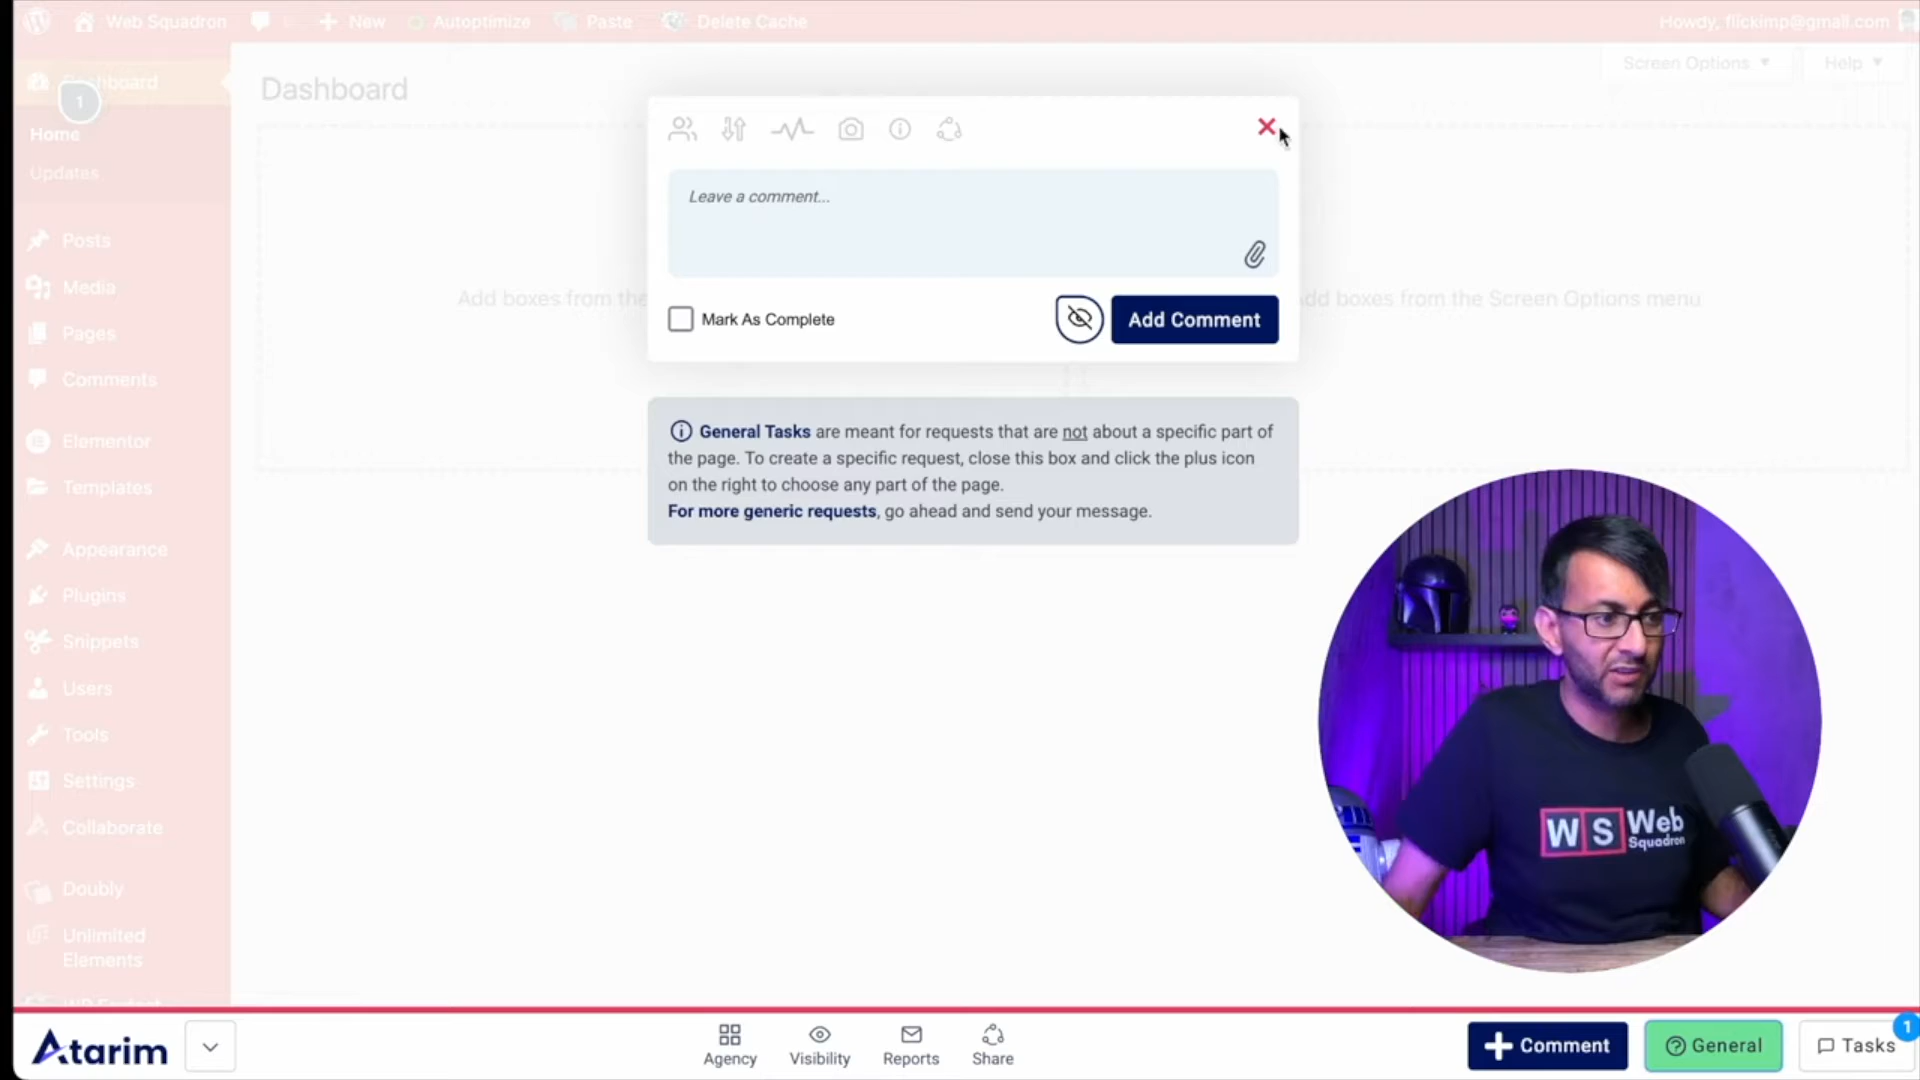 Web Squadron
New
Autoptimize
Paste
Delete Cache
Howdy, flickimp@gmail.com
Screen Options
Help
1
Home
Updates
Posts
Media
Pages
Comments
Elementor
Templates
Appearance
Plugins
Snippets
Users
Tools
Settings
Collaborate
Doubly
Unlimited
Elements
Dashboard
Leave a comment...
Mark As Complete
Add Comment
Add boxes from the
dd boxes from the Screen Options menu
General Tasks are meant for requests that are not about a specific part of
the page. To create a specific request, close this box and click the plus icon
on the right to choose any part of the page.
For more generic requests, go ahead and send your message.
WS Web
Squadron
Atarim
Agency
Visibility
Reports
Share
Comment
General
Tasks
1